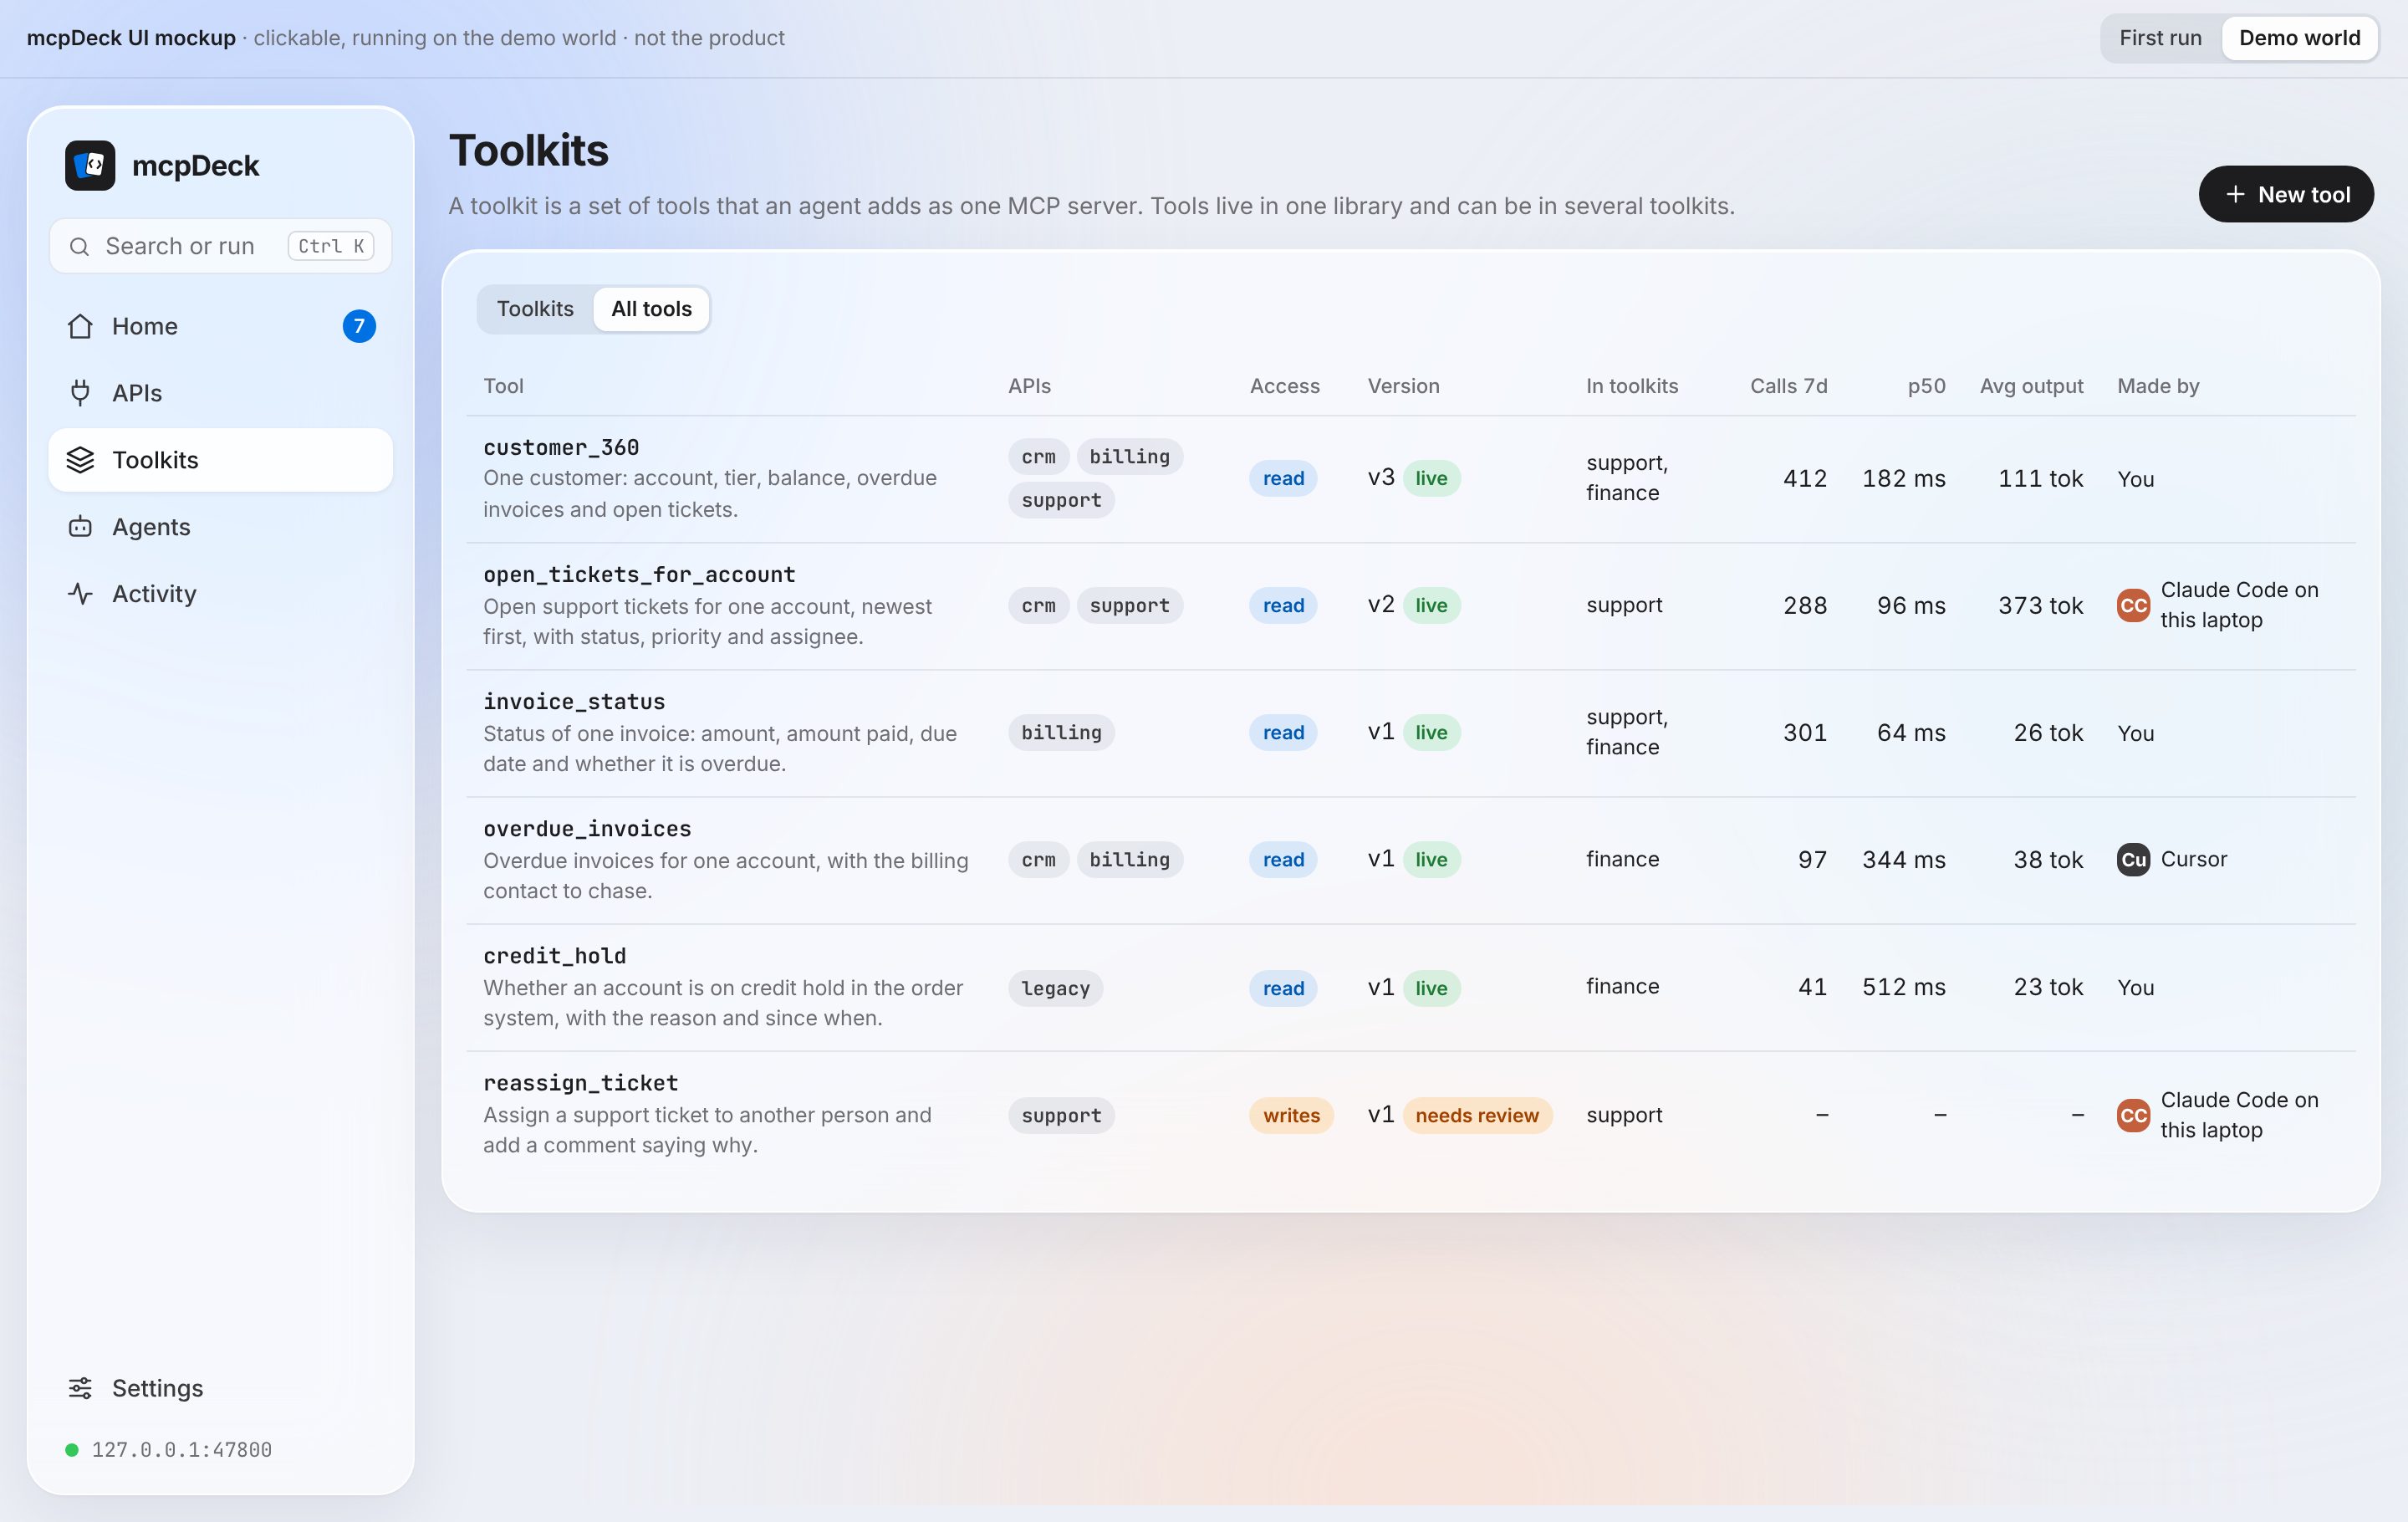 mcpDeck UI mockup · clickable, running on the demo world · not the product
First run
Demo world
mcpDeck
Search or run
Ctrl K
Home
7
APIs
Toolkits
Agents
Activity
Settings
127.0.0.1:47800
Toolkits
A toolkit is a set of tools that an agent adds as one MCP server. Tools live in one library and can be in several toolkits.
+ New tool
Toolkits
All tools
Tool
APIs
Access
Version
In toolkits
Calls 7d
p50
Avg output
Made by
customer_360
One customer: account, tier, balance, overdue
invoices and open tickets.
crm
billing
support
read
v3
live
support,
finance
412
182 ms
111 tok
You
open_tickets_for_account
Open support tickets for one account, newest
first, with status, priority and assignee.
crm
support
read
v2
live
support
288
96 ms
373 tok
CC
Claude Code on
this laptop
invoice_status
Status of one invoice: amount, amount paid, due
date and whether it is overdue.
billing
read
v1
live
support,
finance
301
64 ms
26 tok
You
overdue_invoices
Overdue invoices for one account, with the billing
contact to chase.
crm
billing
read
v1
live
finance
97
344 ms
38 tok
Cu
Cursor
credit_hold
Whether an account is on credit hold in the order
system, with the reason and since when.
legacy
read
v1
live
finance
41
512 ms
23 tok
You
reassign_ticket
Assign a support ticket to another person and
add a comment saying why.
support
writes
v1
needs review
support
–
–
–
CC
Claude Code on
this laptop